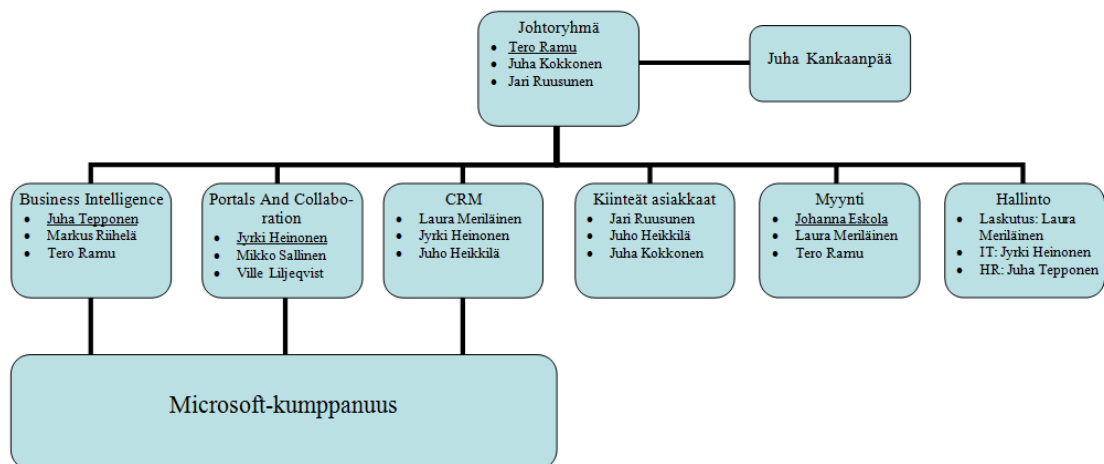 Johtoryhmä
• Tero Ramu
• Juha Kokkonen
• Jari Ruusunen
Juha Kankaanpää
Business Intelligence
• Juha Tepponen
• Markus Riihelä
• Tero Ramu
Portals And Collabo-
ration
• Jyrki Heinonen
• Mikko Sallinen
• Ville Liljeqvist
CRM
• Laura Meriläinen
• Jyrki Heinonen
• Juho Heikkilä
Kiinteät asiakkaat
• Jari Ruusunen
• Juho Heikkilä
• Juha Kokkonen
Myynti
• Johanna Eskola
• Laura Meriläinen
• Tero Ramu
Hallinto
• Laskutus: Laura
Meriläinen
• IT: Jyrki Heinonen
• HR: Juha Tepponen
Microsoft-kumppanuus